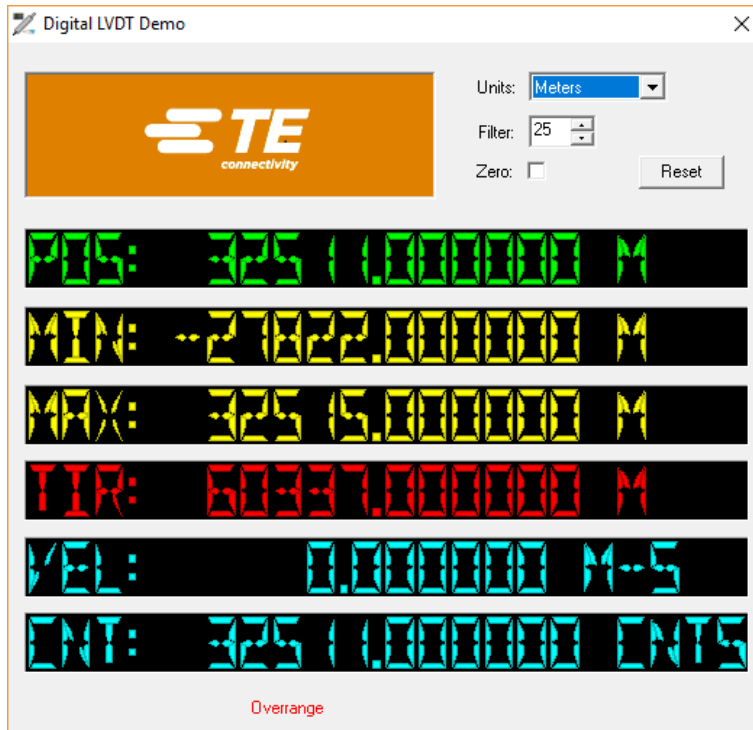 Digital LVDT Demo
TE
connectivity
Units: Meters
Filter: 25
Zero: Reset
POS: 32511.000000 M
MIN: -27822.000000 M
MAX: 32515.000000 M
TIR: 60337.000000 M
VEL: 0.000000 M-S
CNT: 32511.000000 CNTS
Overrange